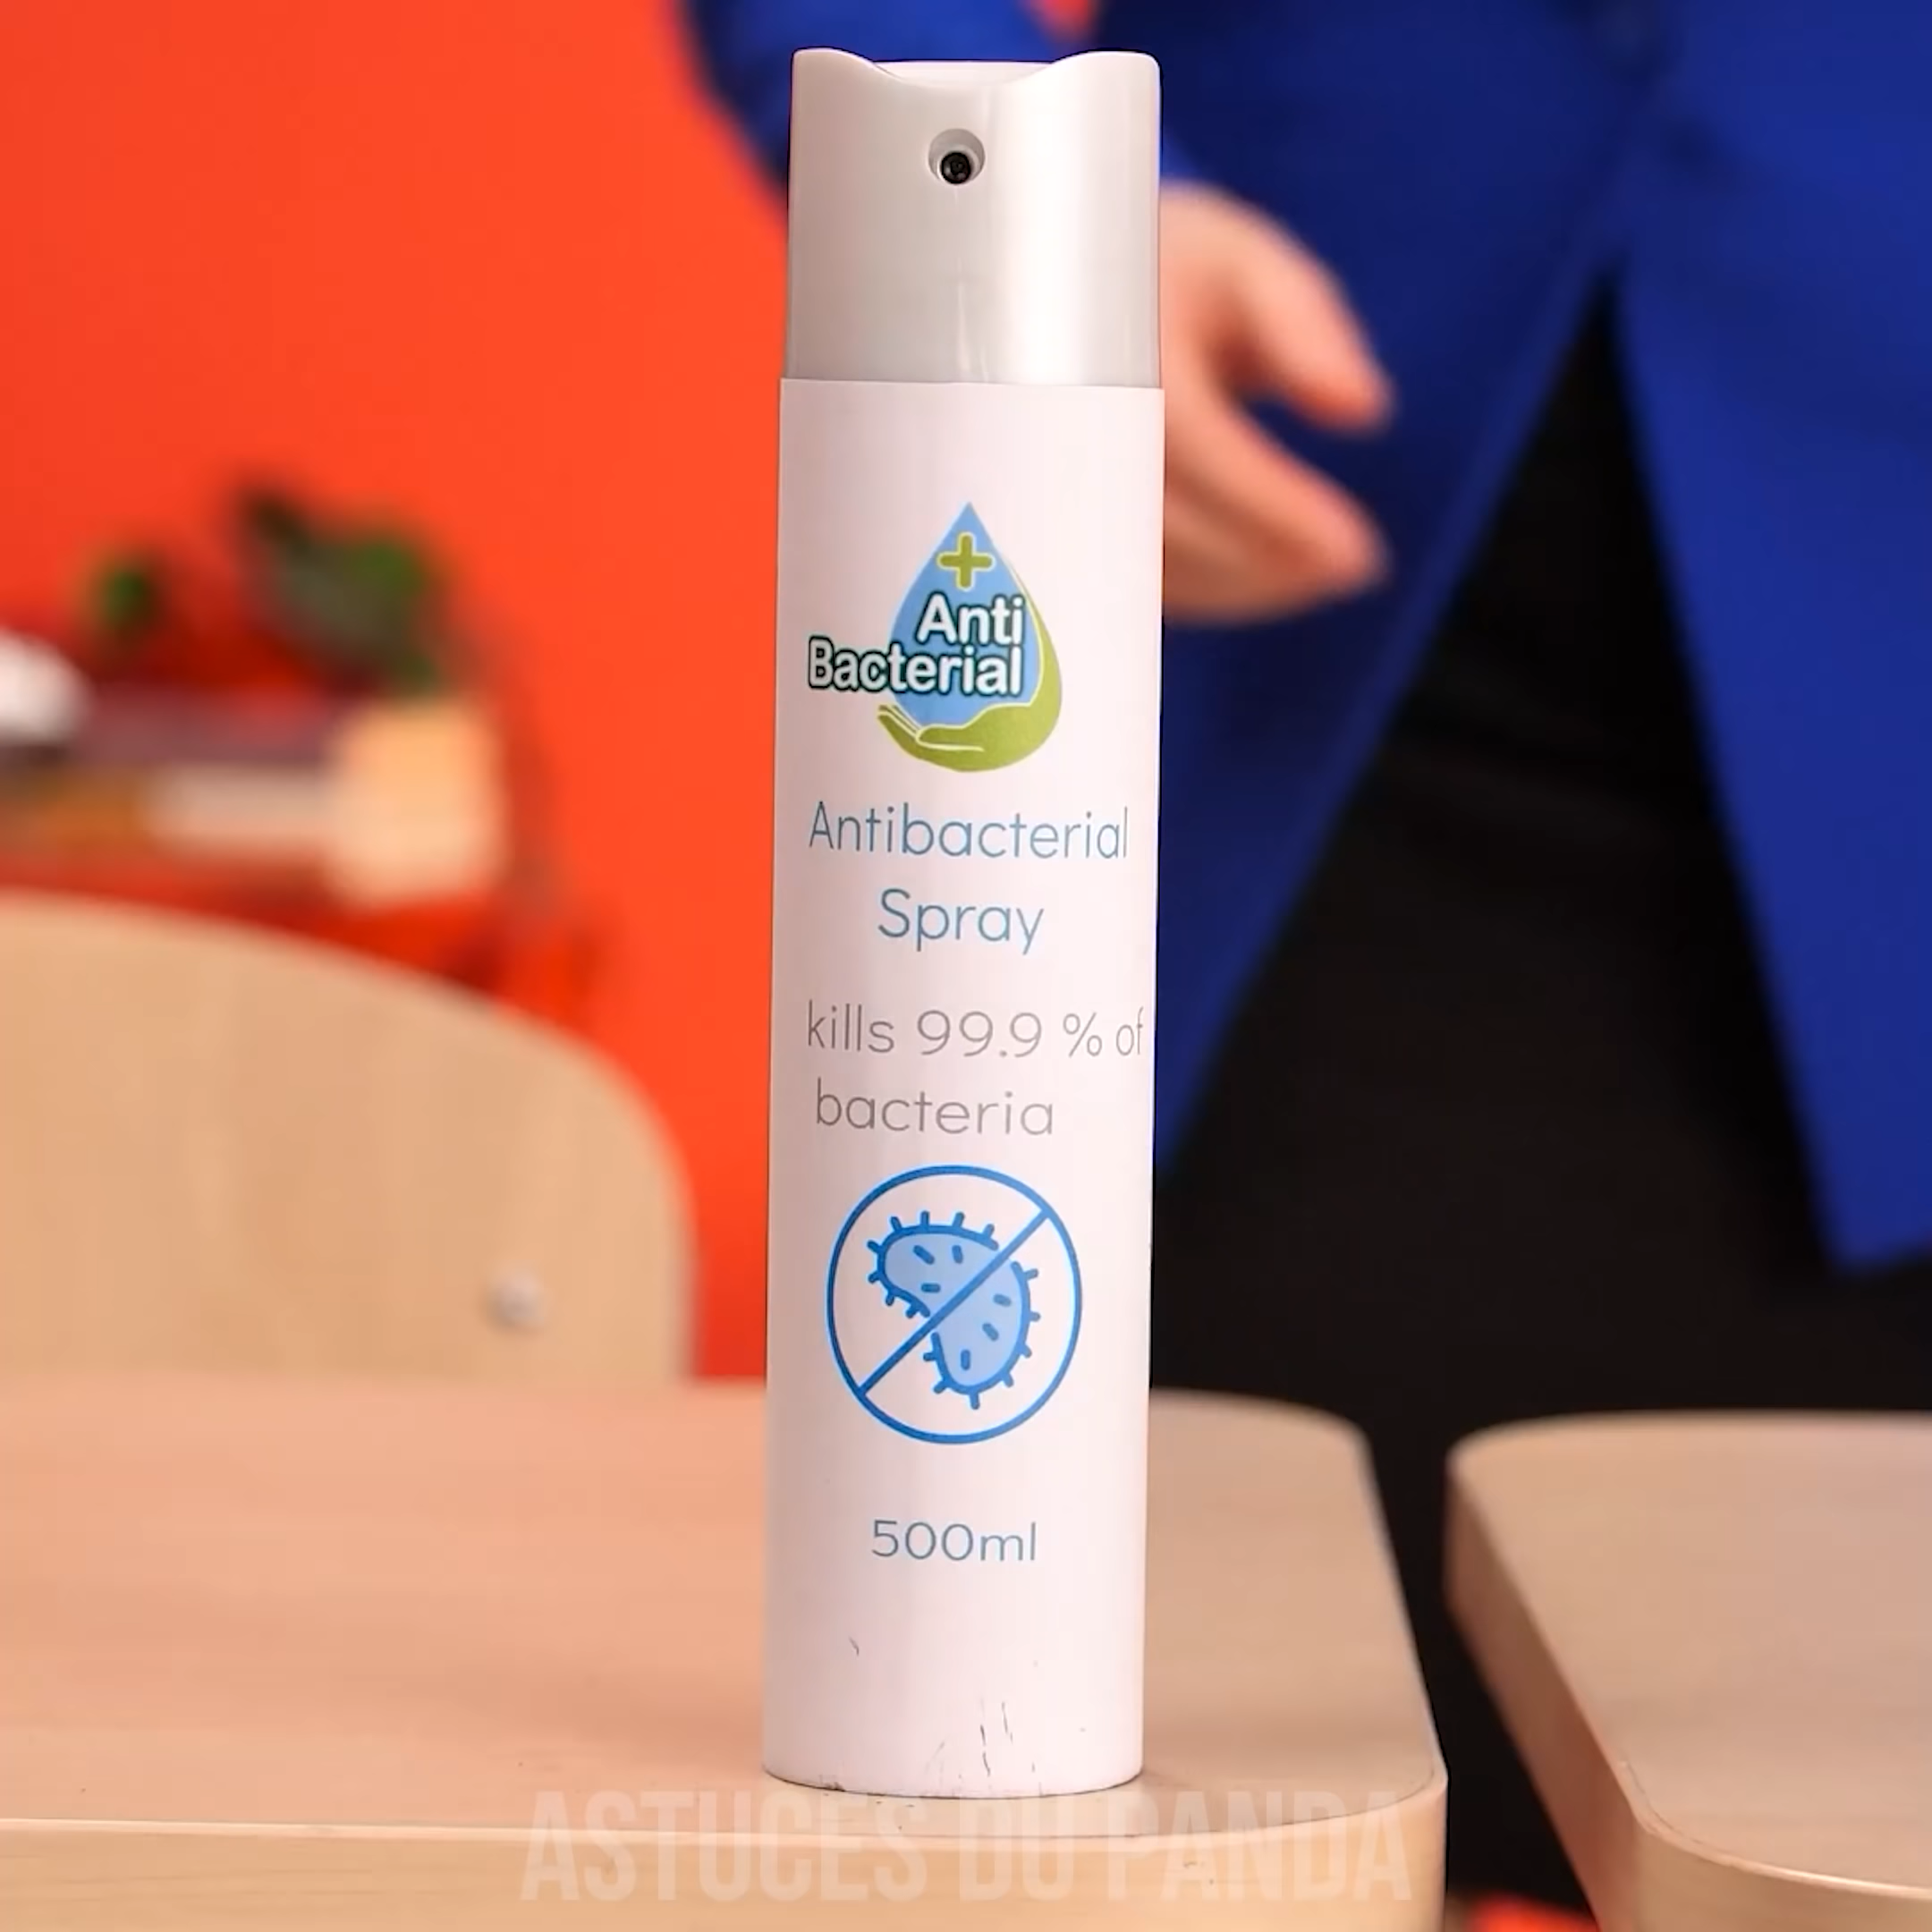 Anti
Bacterial
Antibacterial
Spray
kills 99.9 % of
bacteria
500ml
ASTUCES DU PANDA